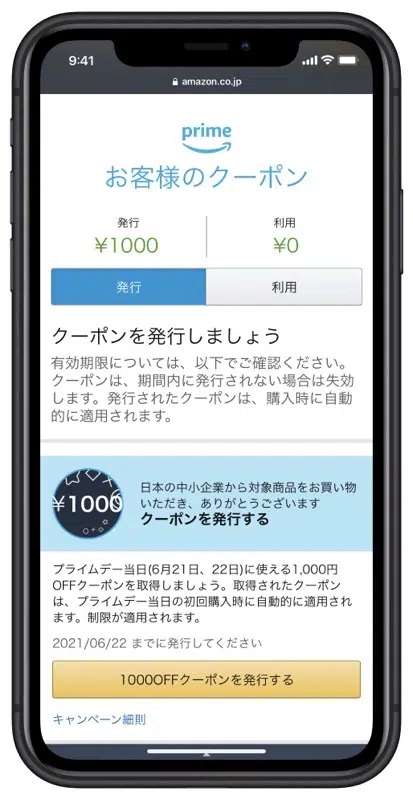 9:41
amazon.co.jp
prime
お客様のクーポン
発行 利用
¥1000 ¥0
発行 利用
クーポンを発行しましょう
有効期限については、以下でご確認ください。
クーポンは、期間内に発行されない場合は失効
します。発行されたクーポンは、購入時に自動
的に適用されます。
¥1000
日本の中小企業から対象商品をお買い物
いただき、ありがとうございます
クーポンを発行する
プライムデー当日(6月21日、22日)に使える1,000円
OFFクーポンを取得しましょう。取得されたクーポン
は、プライムデー当日の初回購入時に自動的に適用されま
ます。制限が適用されます。
2021/06/22 までに発行してください
1000OFFクーポンを発行する
キャンペーン細則